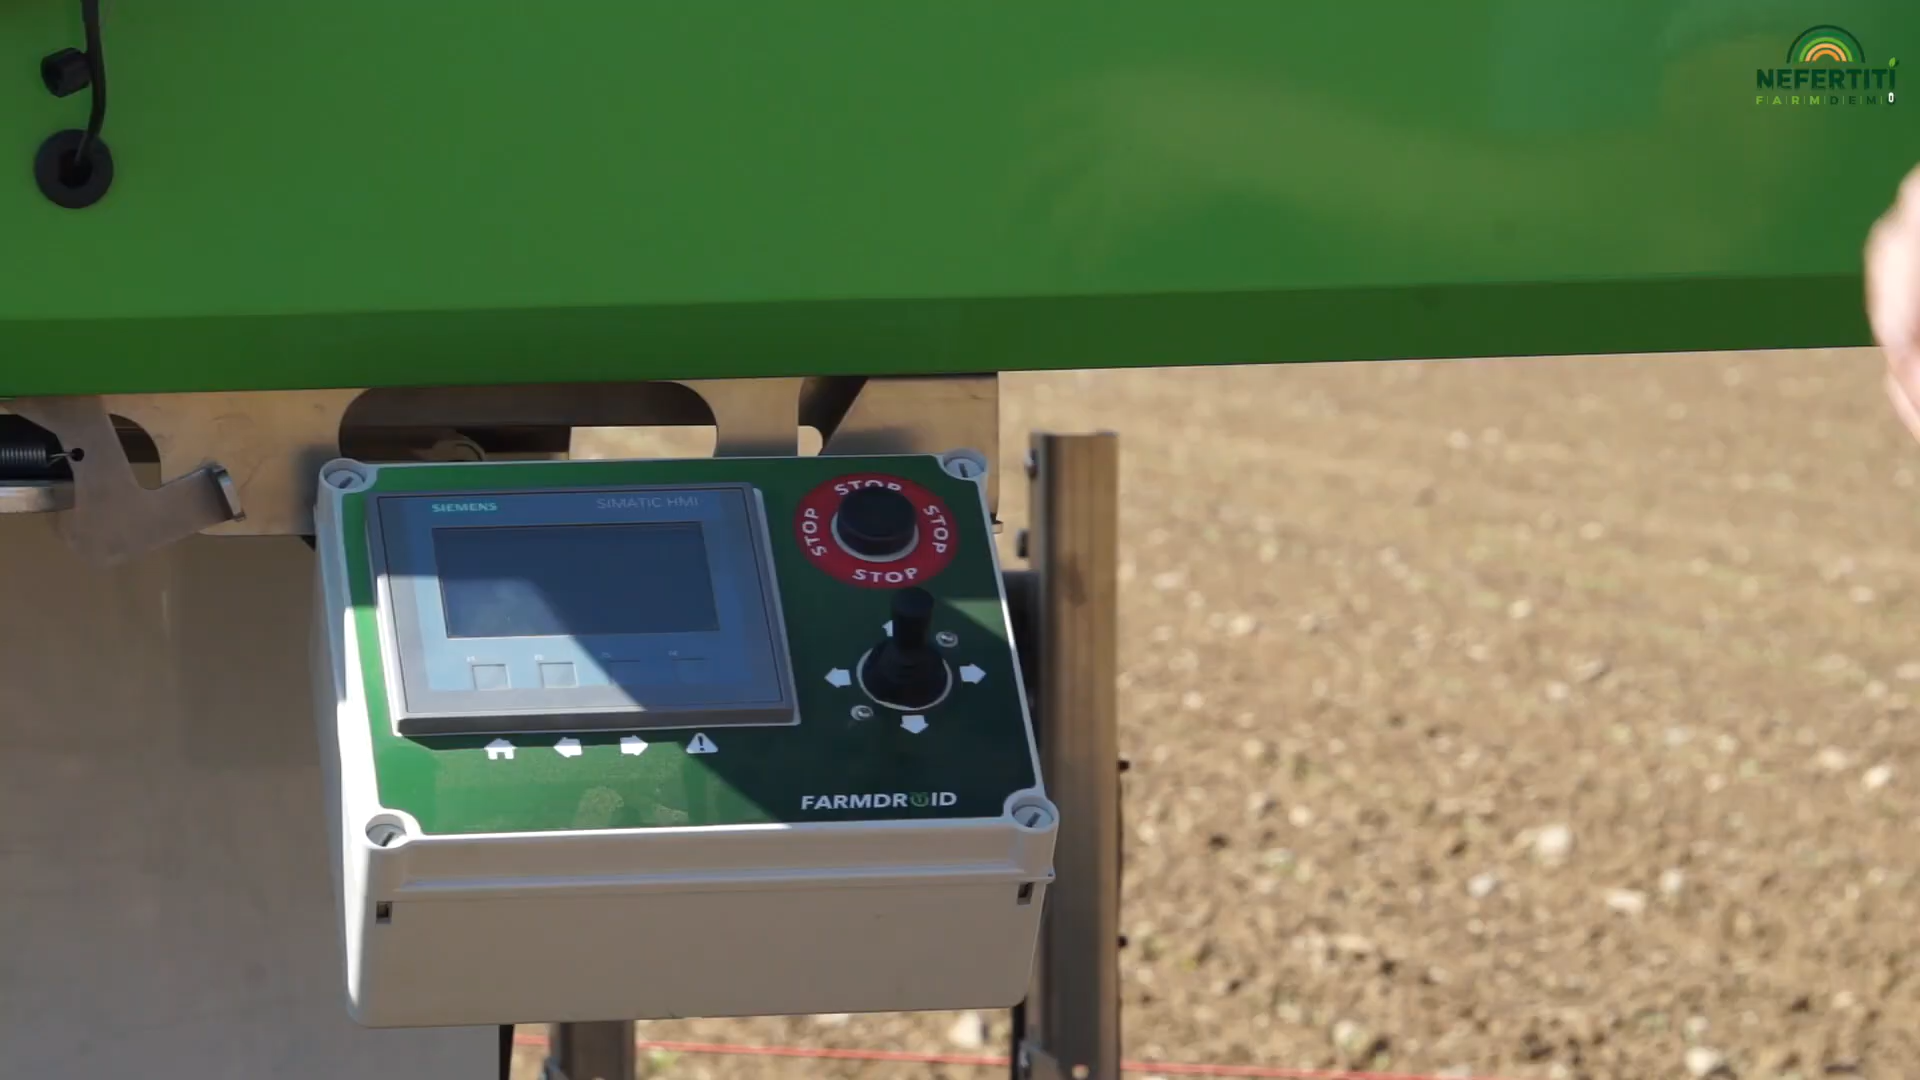 NEFERTITI
FARMDEMO
SIEMENS
SIMATIC HMI
STOP
STOP
STOP
STOP
FARMDROID